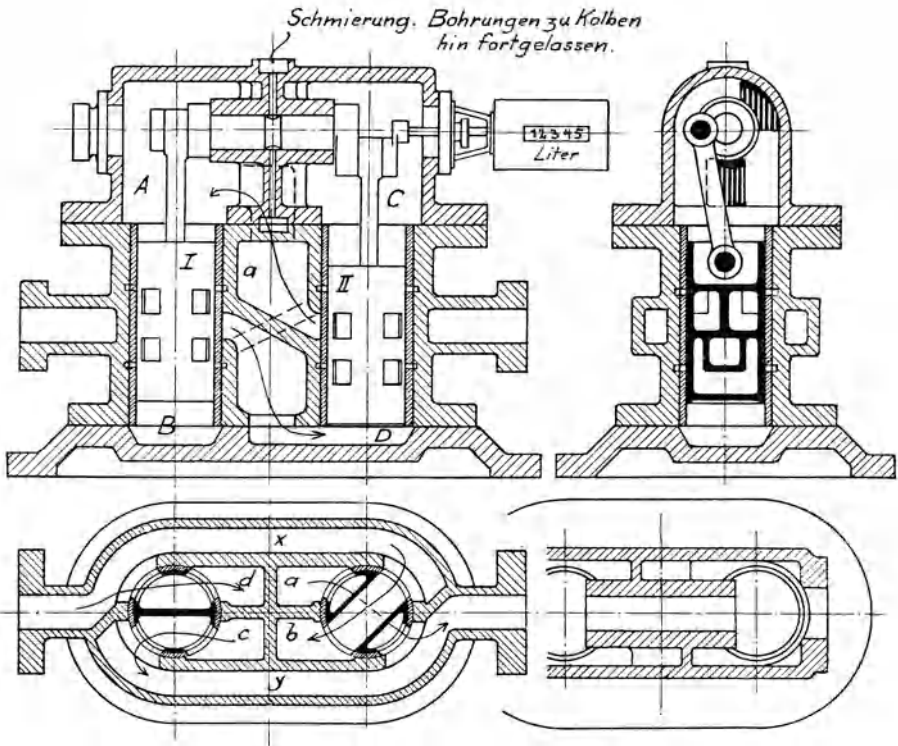 Schmierung. Bohrungen zu Kolben
hin fortgelassen.
12345
Liter
A
C
I
a
II
B
D
x
d
a
c
b
y